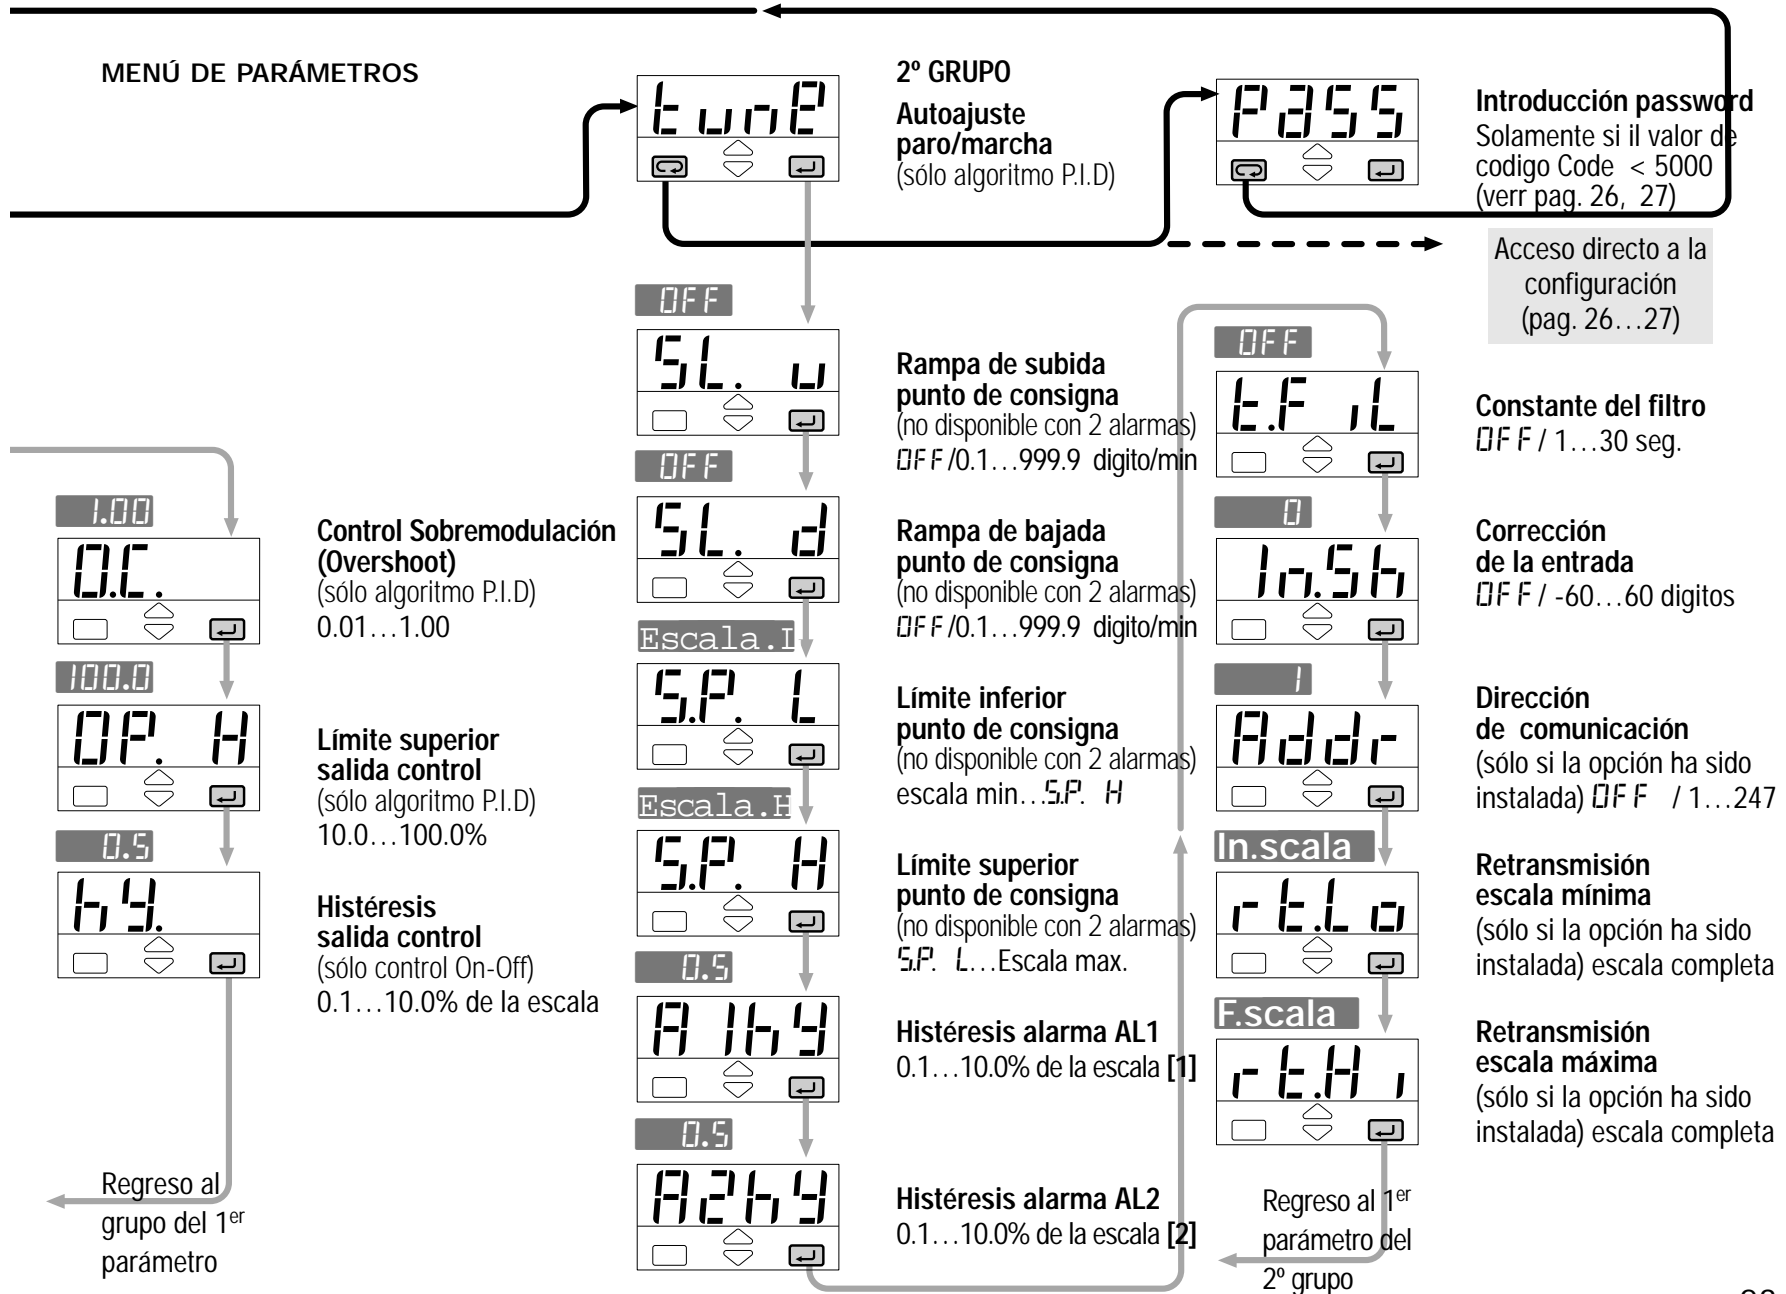 MENÚ DE PARÁMETROS
1.00
O.C.
Control Sobremodulación
(Overshoot)
(sólo algoritmo P.I.D)
0.01...1.00
100.0
OP. H
Límite superior
salida control
(sólo algoritmo P.I.D)
10.0...100.0%
0.5
hy.
Histéresis
salida control
(sólo control On-Off)
0.1...10.0% de la escala
Regreso al
grupo del 1er
parámetro
tunE
2º GRUPO
Autoajuste
paro/marcha
(sólo algoritmo P.I.D)
OFF
SL. u
Rampa de subida
punto de consigna
(no disponible con 2 alarmas)
OFF/0.1...999.9 digito/min
OFF
SL. d
Rampa de bajada
punto de consigna
(no disponible con 2 alarmas)
OFF/0.1...999.9 digito/min
Escala.I
S.P. L
Límite inferior
punto de consigna
(no disponible con 2 alarmas)
escala min...S.P. H
Escala.H
S.P. H
Límite superior
punto de consigna
(no disponible con 2 alarmas)
S.P. L...Escala max.
0.5
A1hy
Histéresis alarma AL1
0.1...10.0% de la escala [1]
0.5
A2hy
Histéresis alarma AL2
0.1...10.0% de la escala [2]
PaSS
Introducción password
Solamente si il valor de
codigo Code < 5000
(verr pag. 26, 27)
Acceso directo a la
configuración
(pag. 26...27)
OFF
t.FiL
Constante del filtro
OFF / 1...30 seg.
0
In.Sh
Corrección
de la entrada
OFF / -60...60 digitos
1
Addr
Dirección
de comunicación
(sólo si la opción ha sido
instalada) OFF / 1...247
In.scala
rt.Lo
Retransmisión
escala mínima
(sólo si la opción ha sido
instalada) escala completa
F.scala
rt.Hi
Retransmisión
escala máxima
(sólo si la opción ha sido
instalada) escala completa
Regreso al 1er
parámetro del
2º grupo